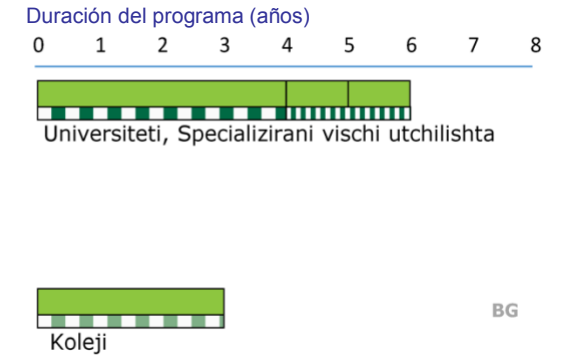 Duración del programa (años)
0 1 2 3 4 5 6 7 8
Universiteti, Specializirani vischi utchilishta
BG
Koleji